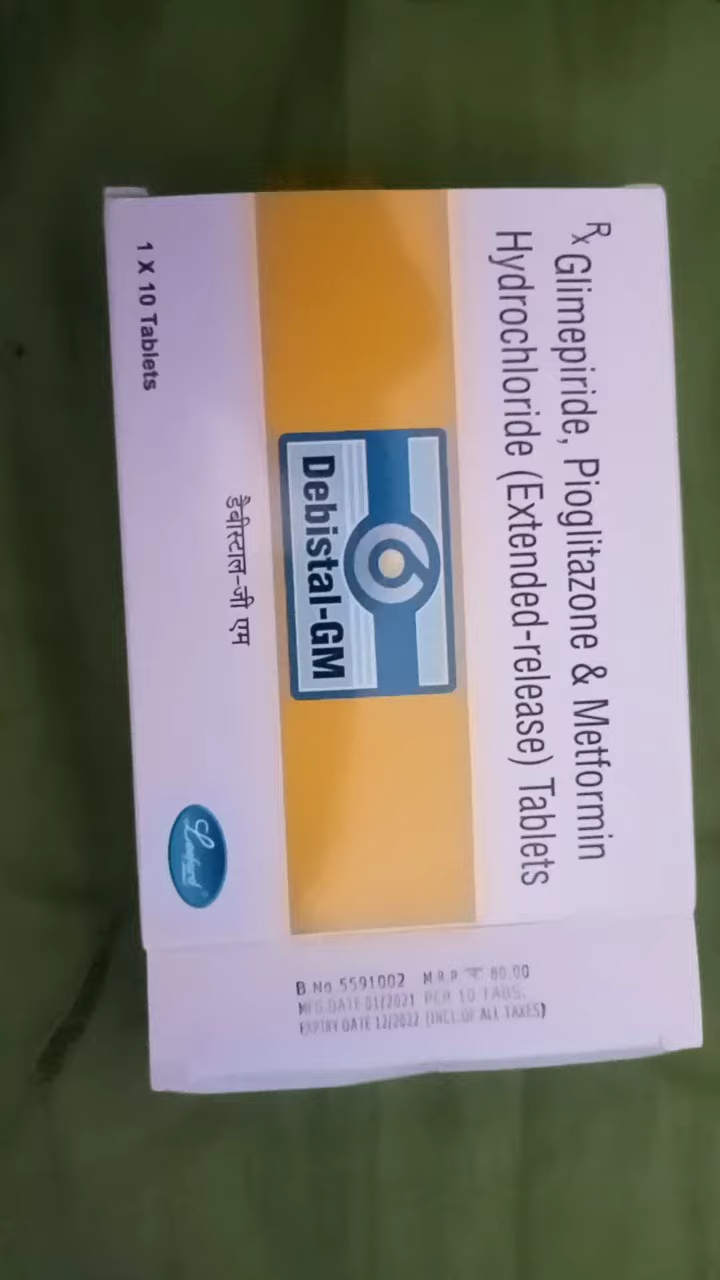 Rx Glimepiride, Pioglitazone & Metformin
Hydrochloride (Extended-release) Tablets
Debistal-GM
डैबीस्टाल-जी एम
1 X 10 Tablets
Leeford
B.No.5591002 M.R.P. ₹ 80.00
MFG.DATE 01/2021 PER 10 TABS.
EXPIRY DATE 12/2022 (INCL.OF ALL TAXES)